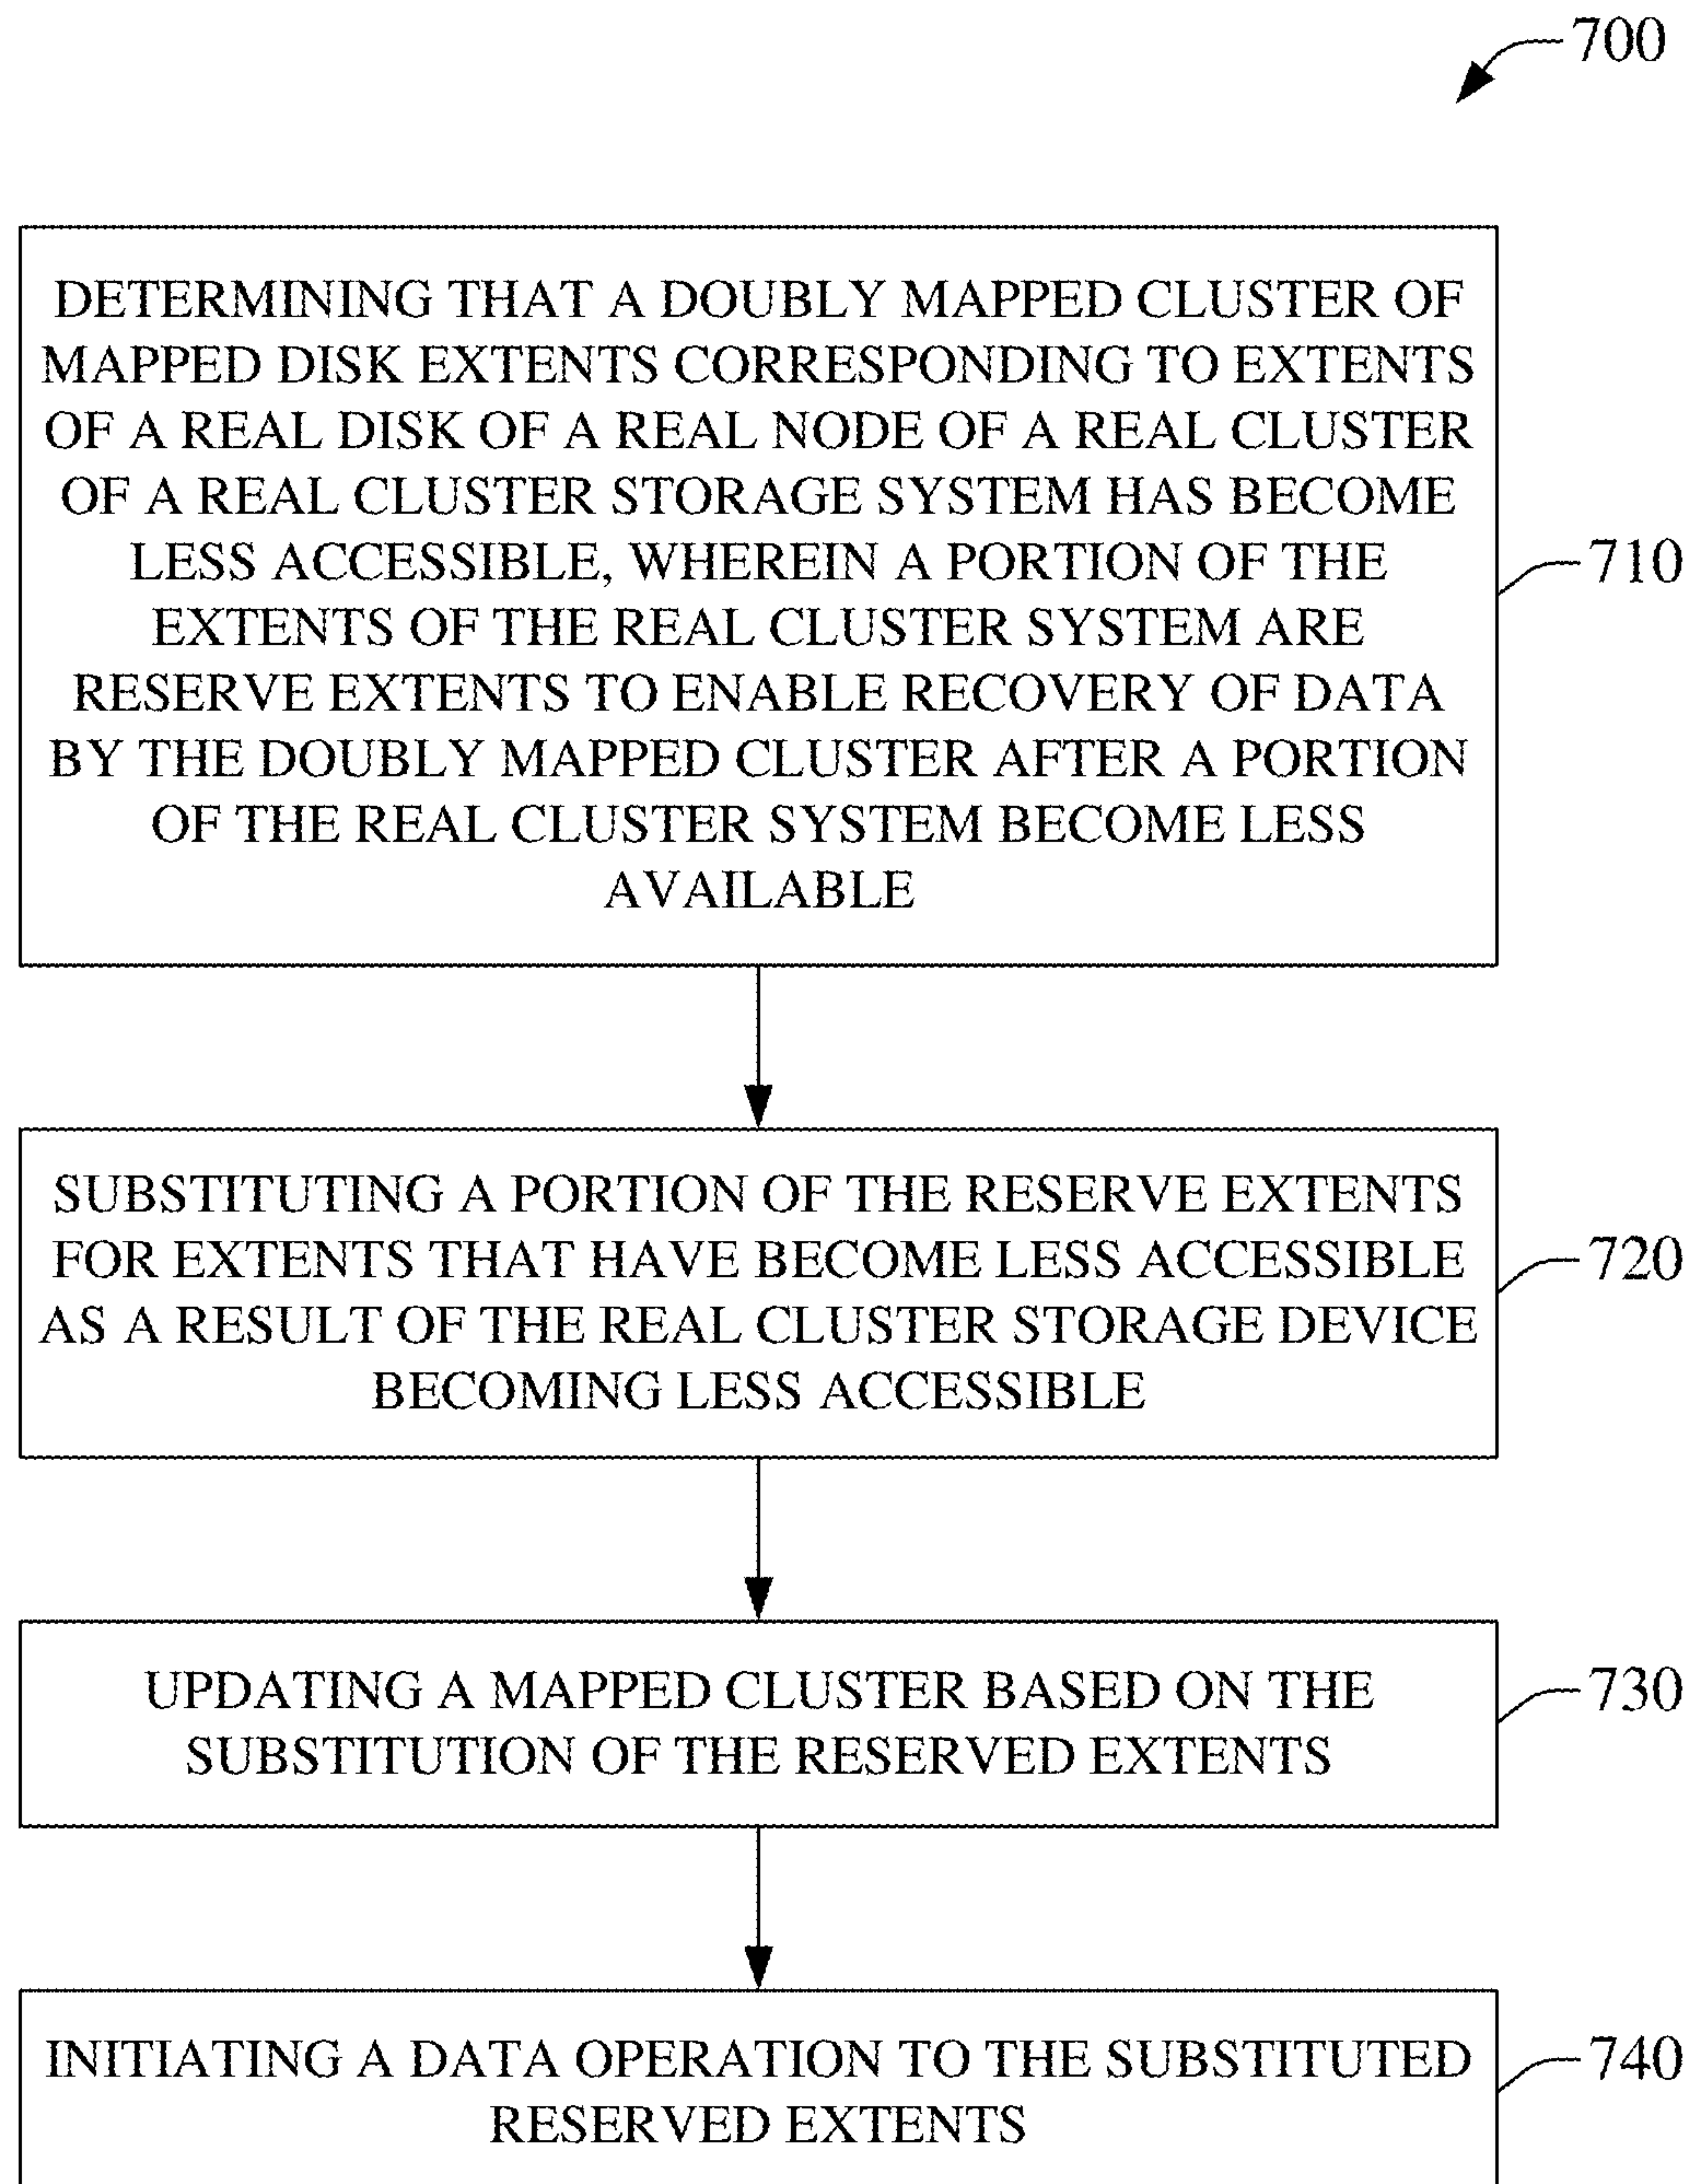 700
DETERMINING THAT A DOUBLY MAPPED CLUSTER OF
MAPPED DISK EXTENTS CORRESPONDING TO EXTENTS
OF A REAL DISK OF A REAL NODE OF A REAL CLUSTER
OF A REAL CLUSTER STORAGE SYSTEM HAS BECOME
LESS ACCESSIBLE, WHEREIN A PORTION OF THE
EXTENTS OF THE REAL CLUSTER SYSTEM ARE
RESERVE EXTENTS TO ENABLE RECOVERY OF DATA
BY THE DOUBLY MAPPED CLUSTER AFTER A PORTION
OF THE REAL CLUSTER SYSTEM BECOME LESS
AVAILABLE
710
SUBSTITUTING A PORTION OF THE RESERVE EXTENTS
FOR EXTENTS THAT HAVE BECOME LESS ACCESSIBLE
AS A RESULT OF THE REAL CLUSTER STORAGE DEVICE
BECOMING LESS ACCESSIBLE
720
UPDATING A MAPPED CLUSTER BASED ON THE
SUBSTITUTION OF THE RESERVED EXTENTS
730
INITIATING A DATA OPERATION TO THE SUBSTITUTED
RESERVED EXTENTS
740